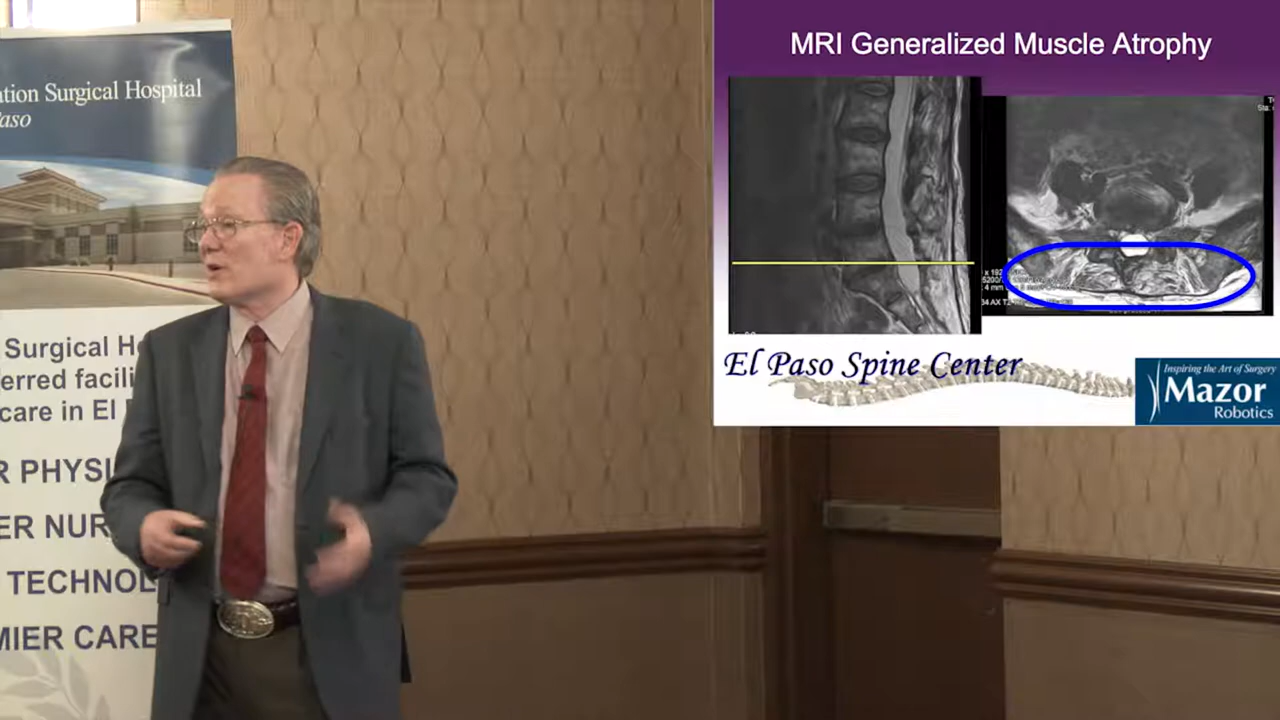 ation Surgical Hospital
aso
Surgical H
erred facili
care in El
R PHYSI
ER NUR
TECHNOL
MIER CARE
MRI Generalized Muscle Atrophy
El Paso Spine Center
Inspiring the Art of Surgery
Mazor
Robotics